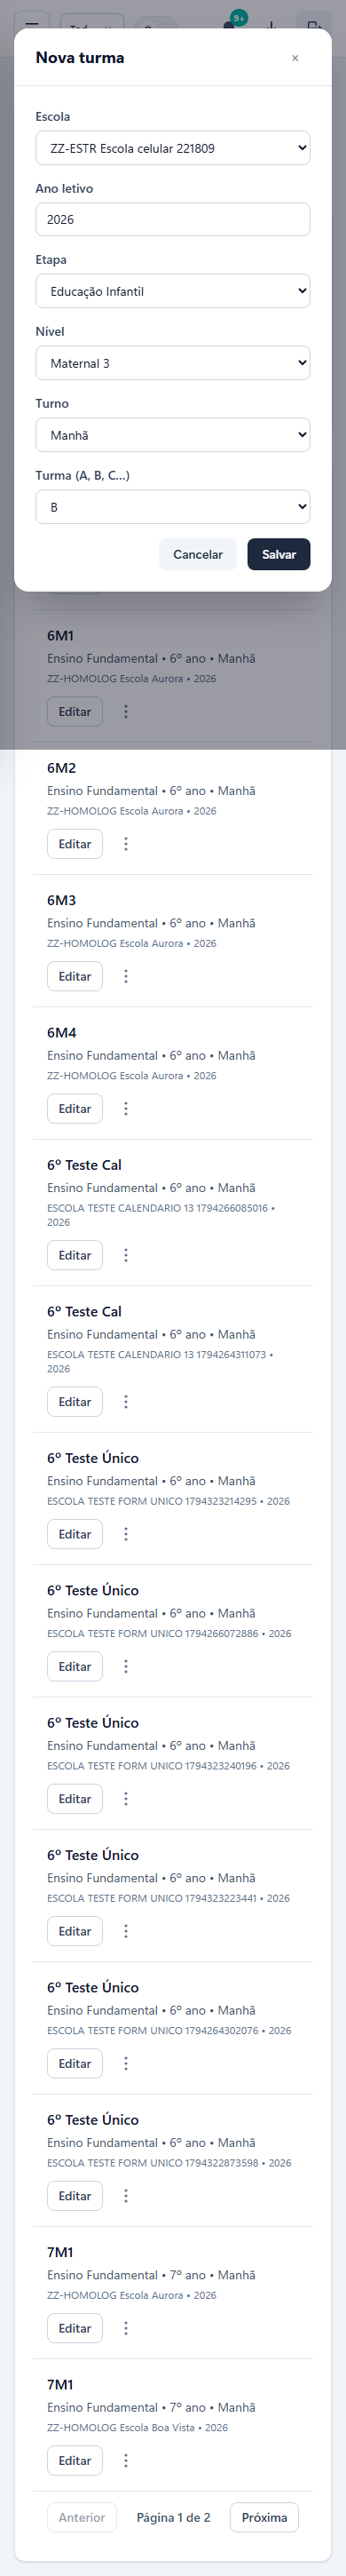 9+
Nova turma
×
Escola
ZZ-ESTR Escola celular 221809
Ano letivo
2026
Etapa
Educação Infantil
Nível
Maternal 3
Turno
Manhã
Turma (A, B, C...)
B
Cancelar
Salvar
6M1
Ensino Fundamental • 6º ano • Manhã
ZZ-HOMOLOG Escola Aurora • 2026
Editar
6M2
Ensino Fundamental • 6º ano • Manhã
ZZ-HOMOLOG Escola Aurora • 2026
Editar
6M3
Ensino Fundamental • 6º ano • Manhã
ZZ-HOMOLOG Escola Aurora • 2026
Editar
6M4
Ensino Fundamental • 6º ano • Manhã
ZZ-HOMOLOG Escola Aurora • 2026
Editar
6º Teste Cal
Ensino Fundamental • 6º ano • Manhã
ESCOLA TESTE CALENDARIO 13 1794266085016 •
2026
Editar
6º Teste Cal
Ensino Fundamental • 6º ano • Manhã
ESCOLA TESTE CALENDARIO 13 1794264311073 •
2026
Editar
6º Teste Único
Ensino Fundamental • 6º ano • Manhã
ESCOLA TESTE FORM UNICO 1794323214295 • 2026
Editar
6º Teste Único
Ensino Fundamental • 6º ano • Manhã
ESCOLA TESTE FORM UNICO 1794266072886 • 2026
Editar
6º Teste Único
Ensino Fundamental • 6º ano • Manhã
ESCOLA TESTE FORM UNICO 1794323240196 • 2026
Editar
6º Teste Único
Ensino Fundamental • 6º ano • Manhã
ESCOLA TESTE FORM UNICO 1794323223441 • 2026
Editar
6º Teste Único
Ensino Fundamental • 6º ano • Manhã
ESCOLA TESTE FORM UNICO 1794264302076 • 2026
Editar
6º Teste Único
Ensino Fundamental • 6º ano • Manhã
ESCOLA TESTE FORM UNICO 1794322873598 • 2026
Editar
7M1
Ensino Fundamental • 7º ano • Manhã
ZZ-HOMOLOG Escola Aurora • 2026
Editar
7M1
Ensino Fundamental • 7º ano • Manhã
ZZ-HOMOLOG Escola Boa Vista • 2026
Editar
Anterior
Página 1 de 2
Próxima